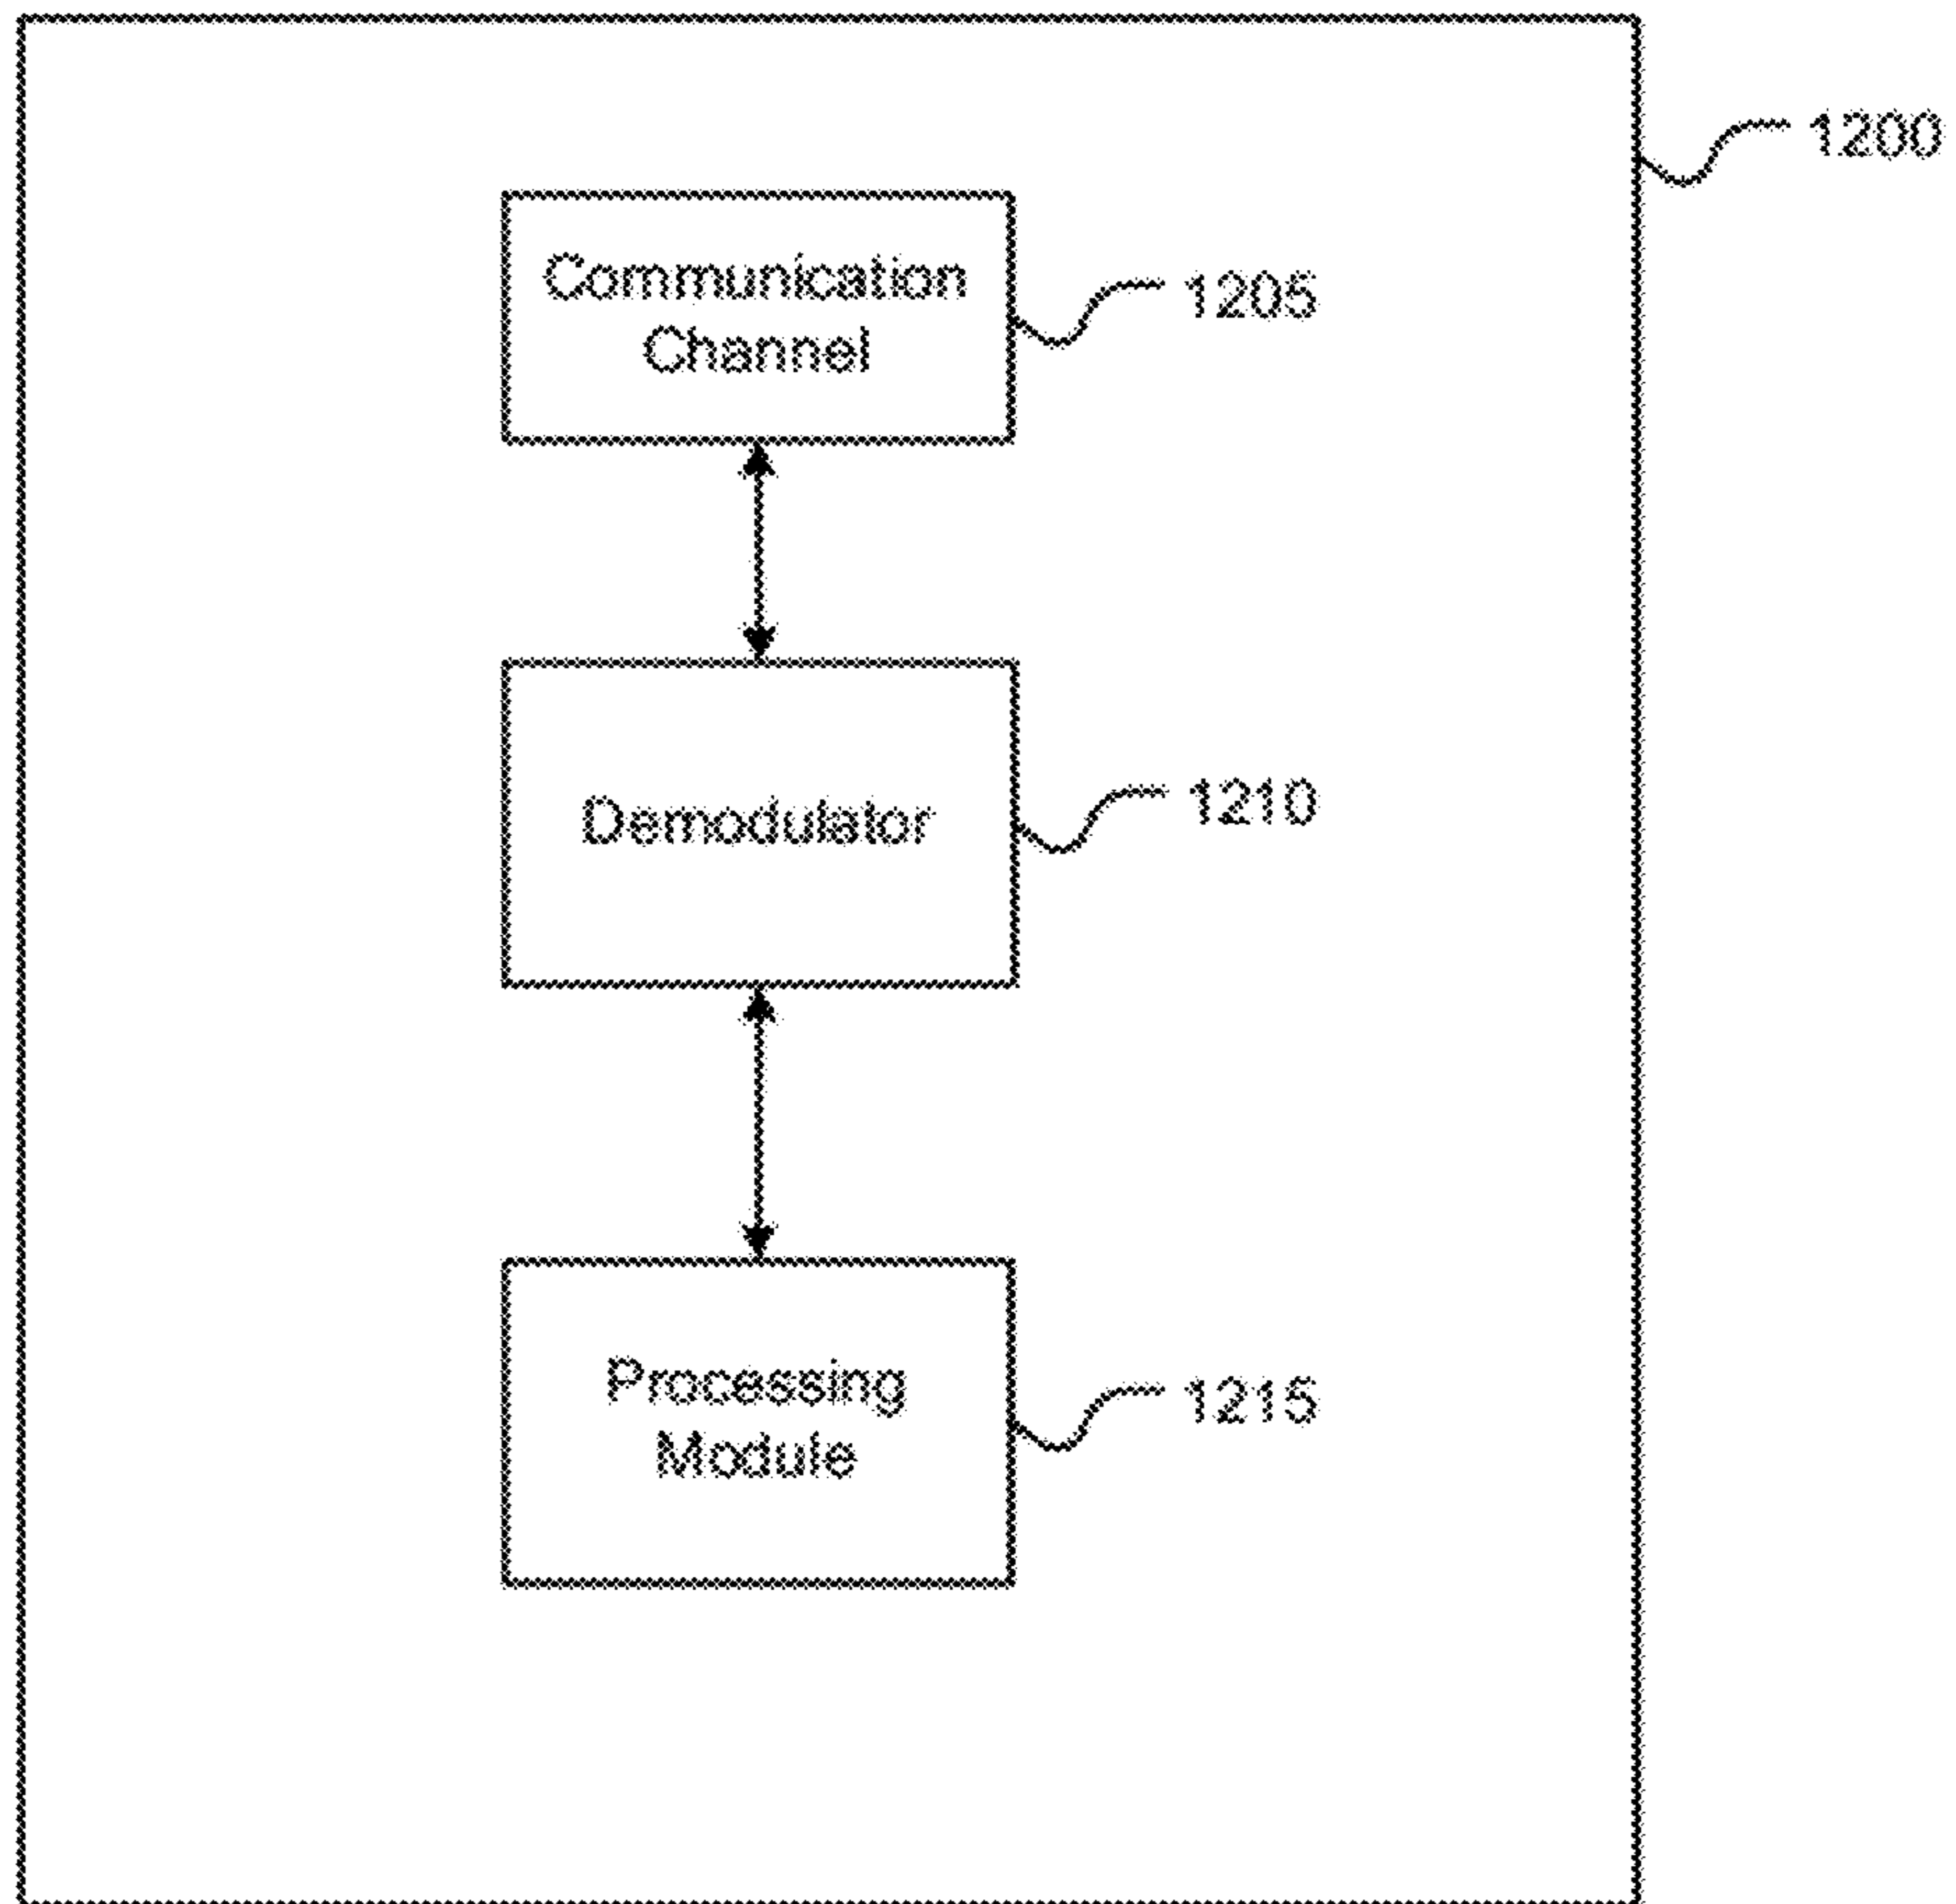 1200
Communication
Channel
1205
Demodulator
1210
Processing
Module
1215